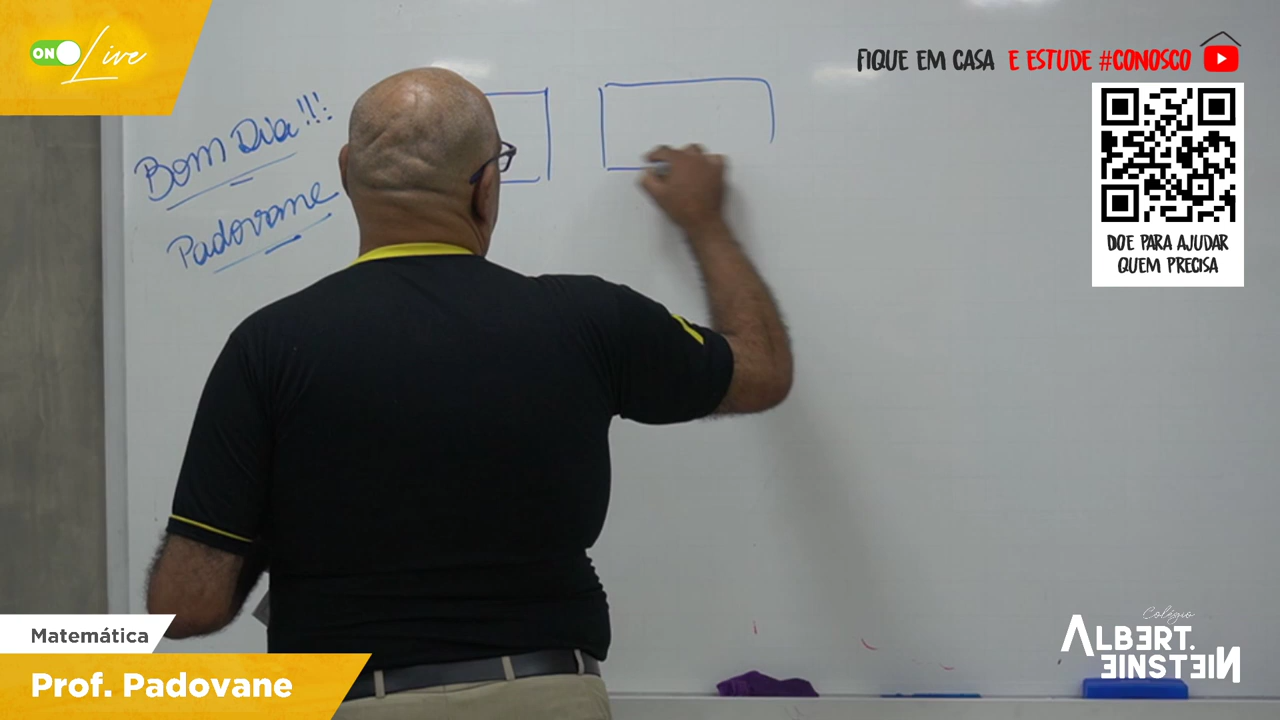 ON Live
FIQUE EM CASA E ESTUDE #CONOSCO
Bom Dia!!!
Padovane
DOE PARA AJUDAR
QUEM PRECISA
Matemática
Prof. Padovane
Colégio
ALBERT.
EINSTEIN